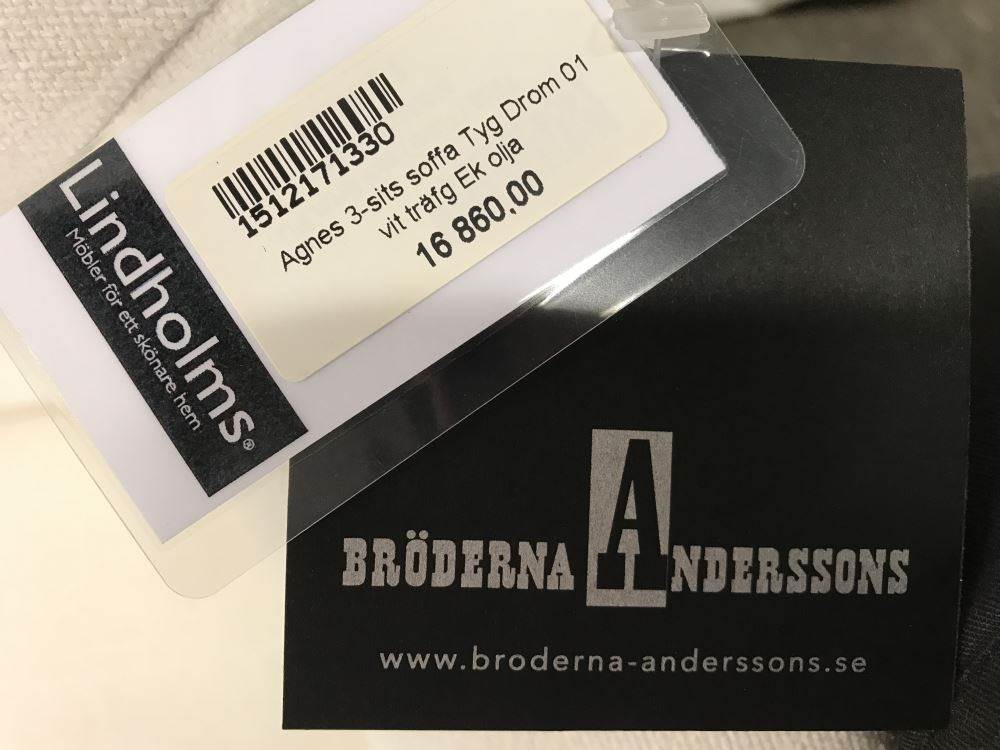 1512171330
Agnes 3-sits soffa Tyg Drom 01
vit träfg Ek olja
16 860.00
Lindholms®
Möbler för ett skönare hem
BRÖDERNA ANDERSSONS
www.broderna-anderssons.se